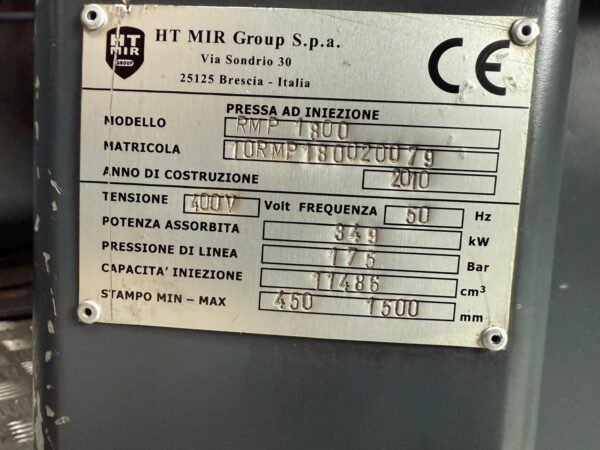 HT
MIR
GROUP
HT MIR Group S.p.a.
Via Sondrio 30
25125 Brescia - Italia
CE
PRESSA AD INIEZIONE
MODELLO RMP 1800
MATRICOLA 10RMP180020079
ANNO DI COSTRUZIONE 2010
TENSIONE 400V Volt FREQUENZA 50 Hz
POTENZA ASSORBITA 349 kW
PRESSIONE DI LINEA 175 Bar
CAPACITA' INIEZIONE 11486 cm³
STAMPO MIN – MAX 450 1500 mm